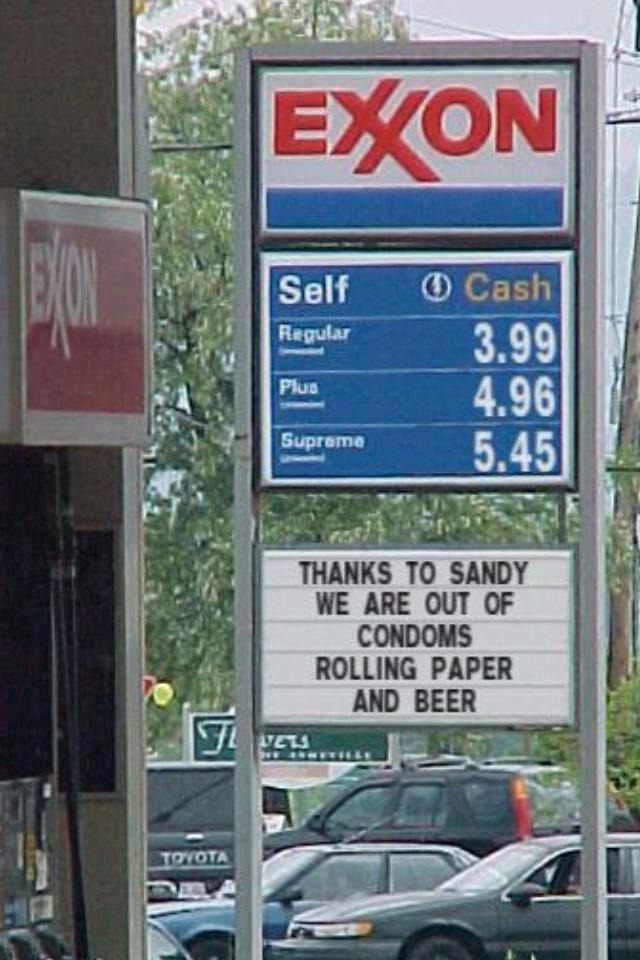 EXXON
EXXON
Self Cash
Regular 3.99
Plus 4.96
Supreme 5.45
THANKS TO SANDY
WE ARE OUT OF
CONDOMS
ROLLING PAPER
AND BEER
TOYOTA